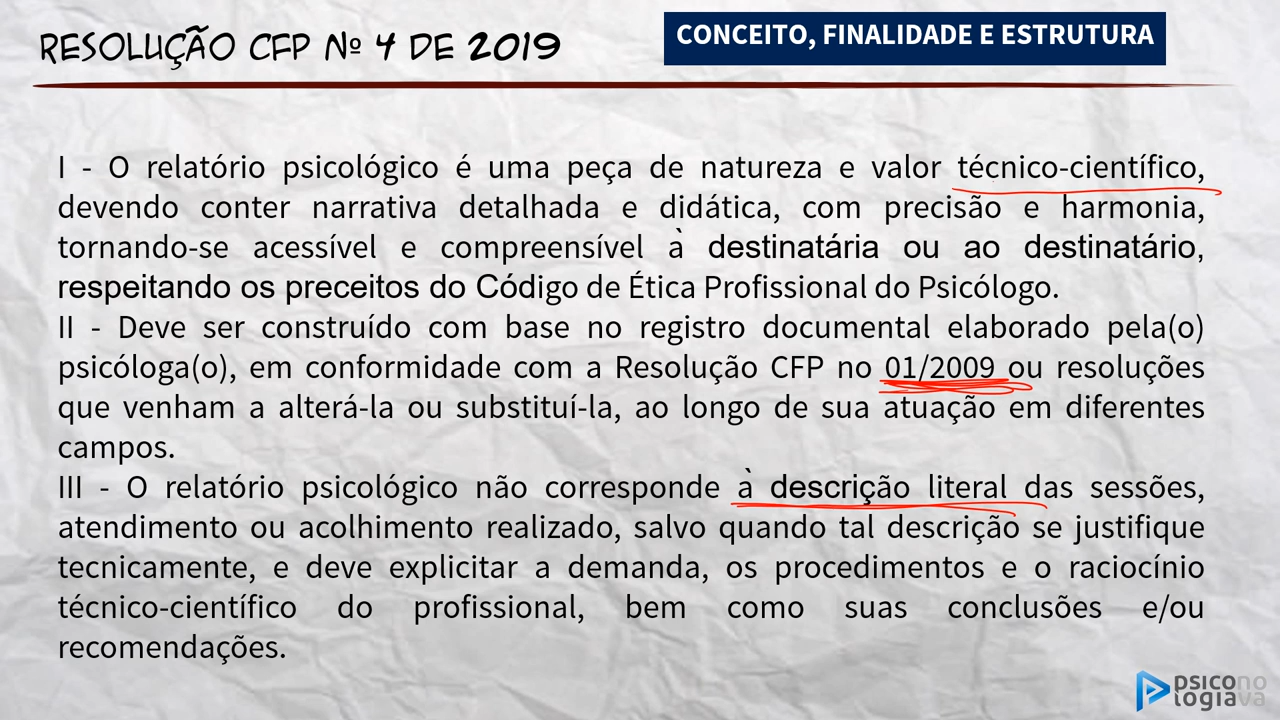 RESOLUÇÃO CFP Nº 4 DE 2019
CONCEITO, FINALIDADE E ESTRUTURA
I - O relatório psicológico é uma peça de natureza e valor técnico-científico,
devendo conter narrativa detalhada e didática, com precisão e harmonia,
tornando-se acessível e compreensível à destinatária ou ao destinatário,
respeitando os preceitos do Código de Ética Profissional do Psicólogo.
II - Deve ser construído com base no registro documental elaborado pela(o)
psicóloga(o), em conformidade com a Resolução CFP no 01/2009 ou resoluções
que venham a alterá-la ou substituí-la, ao longo de sua atuação em diferentes
campos.
III - O relatório psicológico não corresponde à descrição literal das sessões,
atendimento ou acolhimento realizado, salvo quando tal descrição se justifique
tecnicamente, e deve explicitar a demanda, os procedimentos e o raciocínio
técnico-científico do profissional, bem como suas conclusões e/ou
recomendações.
psicono
logiava